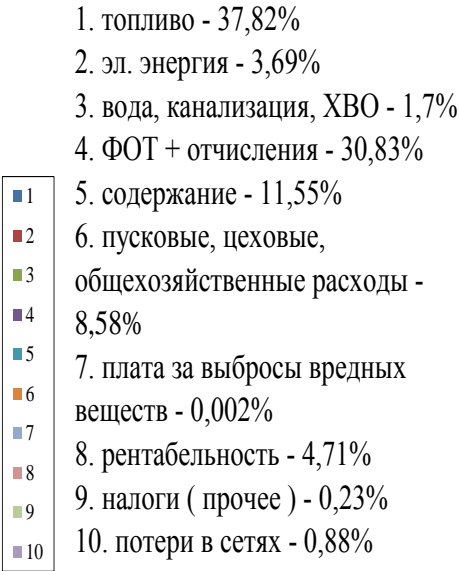 1. топливо - 37,82%
2. эл. энергия - 3,69%
3. вода, канализация, ХВО - 1,7%
4. ФОТ + отчисления - 30,83%
5. содержание - 11,55%
6. пусковые, цеховые,
общехозяйственные расходы -
8,58%
7. плата за выбросы вредных
веществ - 0,002%
8. рентабельность - 4,71%
9. налоги ( прочее ) - 0,23%
10. потери в сетях - 0,88%
1
2
3
4
5
6
7
8
9
10